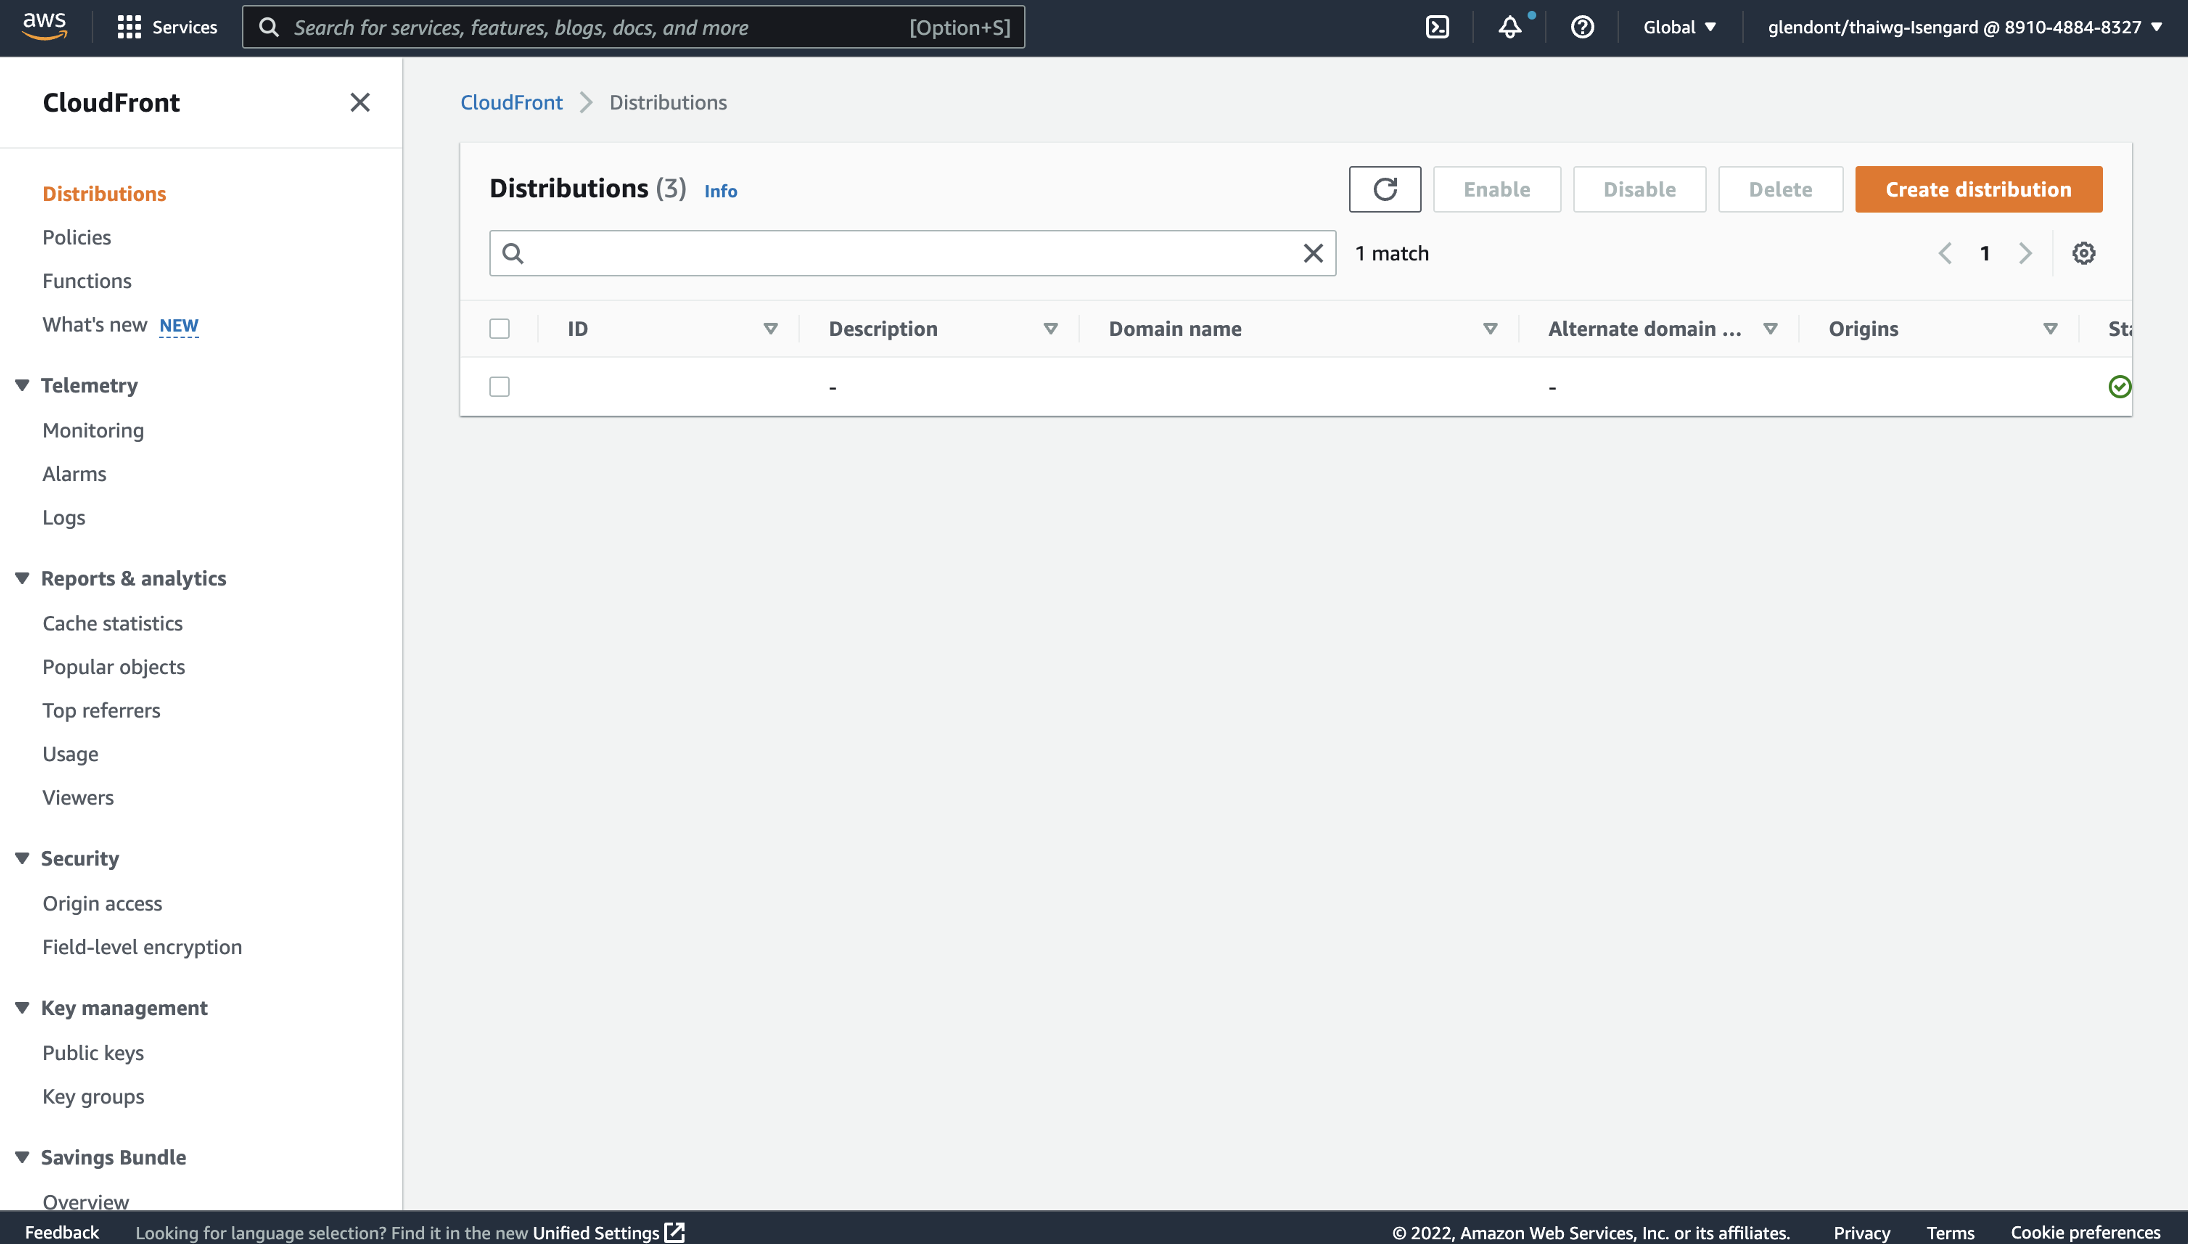 aws
Services
Search for services, features, blogs, docs, and more
[Option+S]
Global
glendont/thaiwg-Isengard @ 8910-4884-8327
CloudFront
Distributions
Policies
Functions
What's new NEW
Telemetry
Monitoring
Alarms
Logs
Reports & analytics
Cache statistics
Popular objects
Top referrers
Usage
Viewers
Security
Origin access
Field-level encryption
Key management
Public keys
Key groups
Savings Bundle
Overview
CloudFront
Distributions
Distributions (3) Info
Enable
Disable
Delete
Create distribution
1 match
1
ID
Description
Domain name
Alternate domain ...
Origins
Sta
-
-
Feedback
Looking for language selection? Find it in the new Unified Settings
© 2022, Amazon Web Services, Inc. or its affiliates.
Privacy
Terms
Cookie preferences